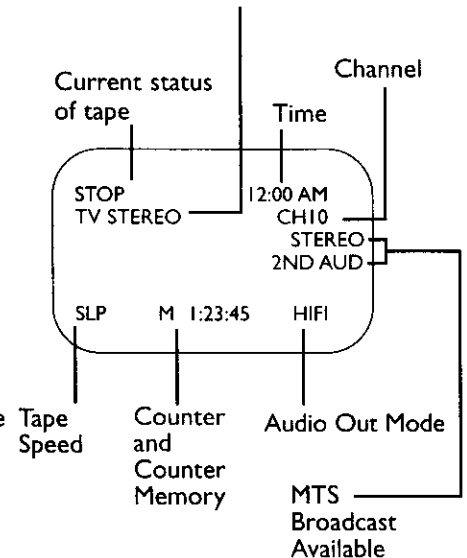 Current status
of tape
Time
Channel
STOP
12:00 AM
TV STEREO
CH10
STEREO
2ND AUD
SLP
M 1:23:45
HIFI
Tape
Speed
Counter
and
Counter
Memory
Audio Out Mode
MTS
Broadcast
Available